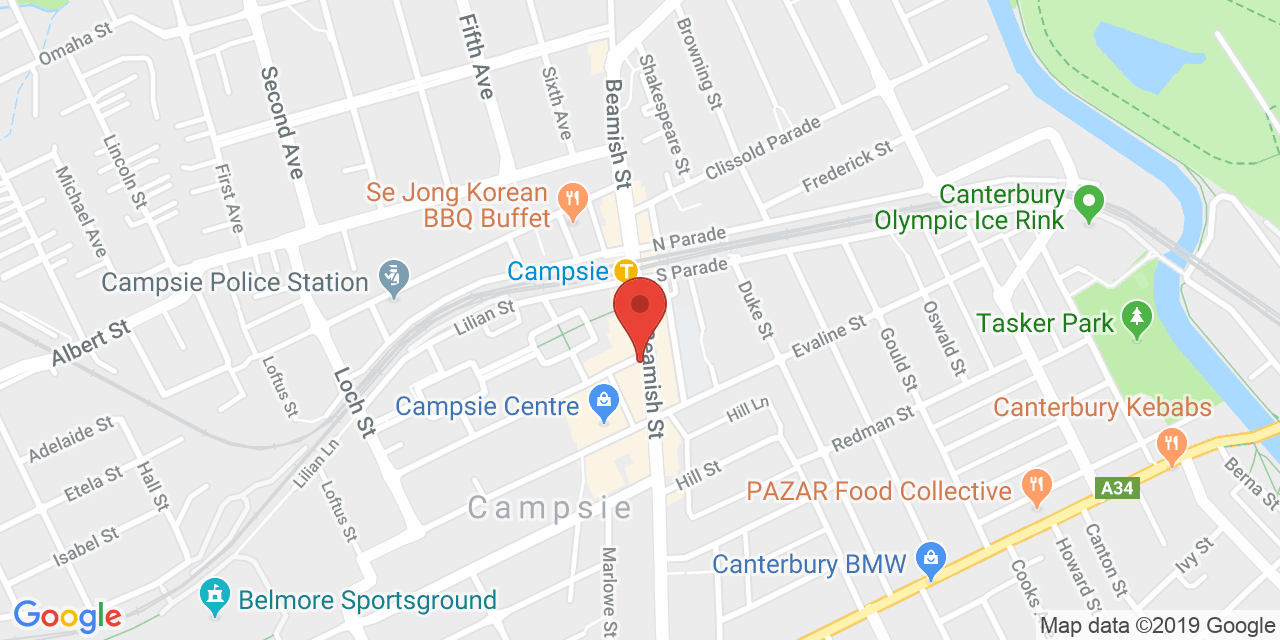 Omaha St
Fifth Ave
Browning St
Second Ave
Sixth Ave
Beamish St
Shakespeare St
Lincoln St
Michael Ave
First Ave
Clissold Parade
Frederick St
Se Jong Korean
BBQ Buffet
Canterbury
Olympic Ice Rink
N Parade
S Parade
Campsie
T
Campsie Police Station
Lilian St
Duke St
Evaline St
Oswald St
Gould St
Tasker Park
Albert St
Loftus St
Loch St
Beamish St
Campsie Centre
Hill Ln
Redman St
Canterbury Kebabs
Adelaide St
Lilian Ln
Etela St
Hall St
Loftus St
Hill St
PAZAR Food Collective
A34
Berna St
Campsie
Isabel St
Marlowe St
Canterbury BMW
Canton St
Howard St
Cooks
Ivy St
Belmore Sportsground
Google
Map data ©2019 Google